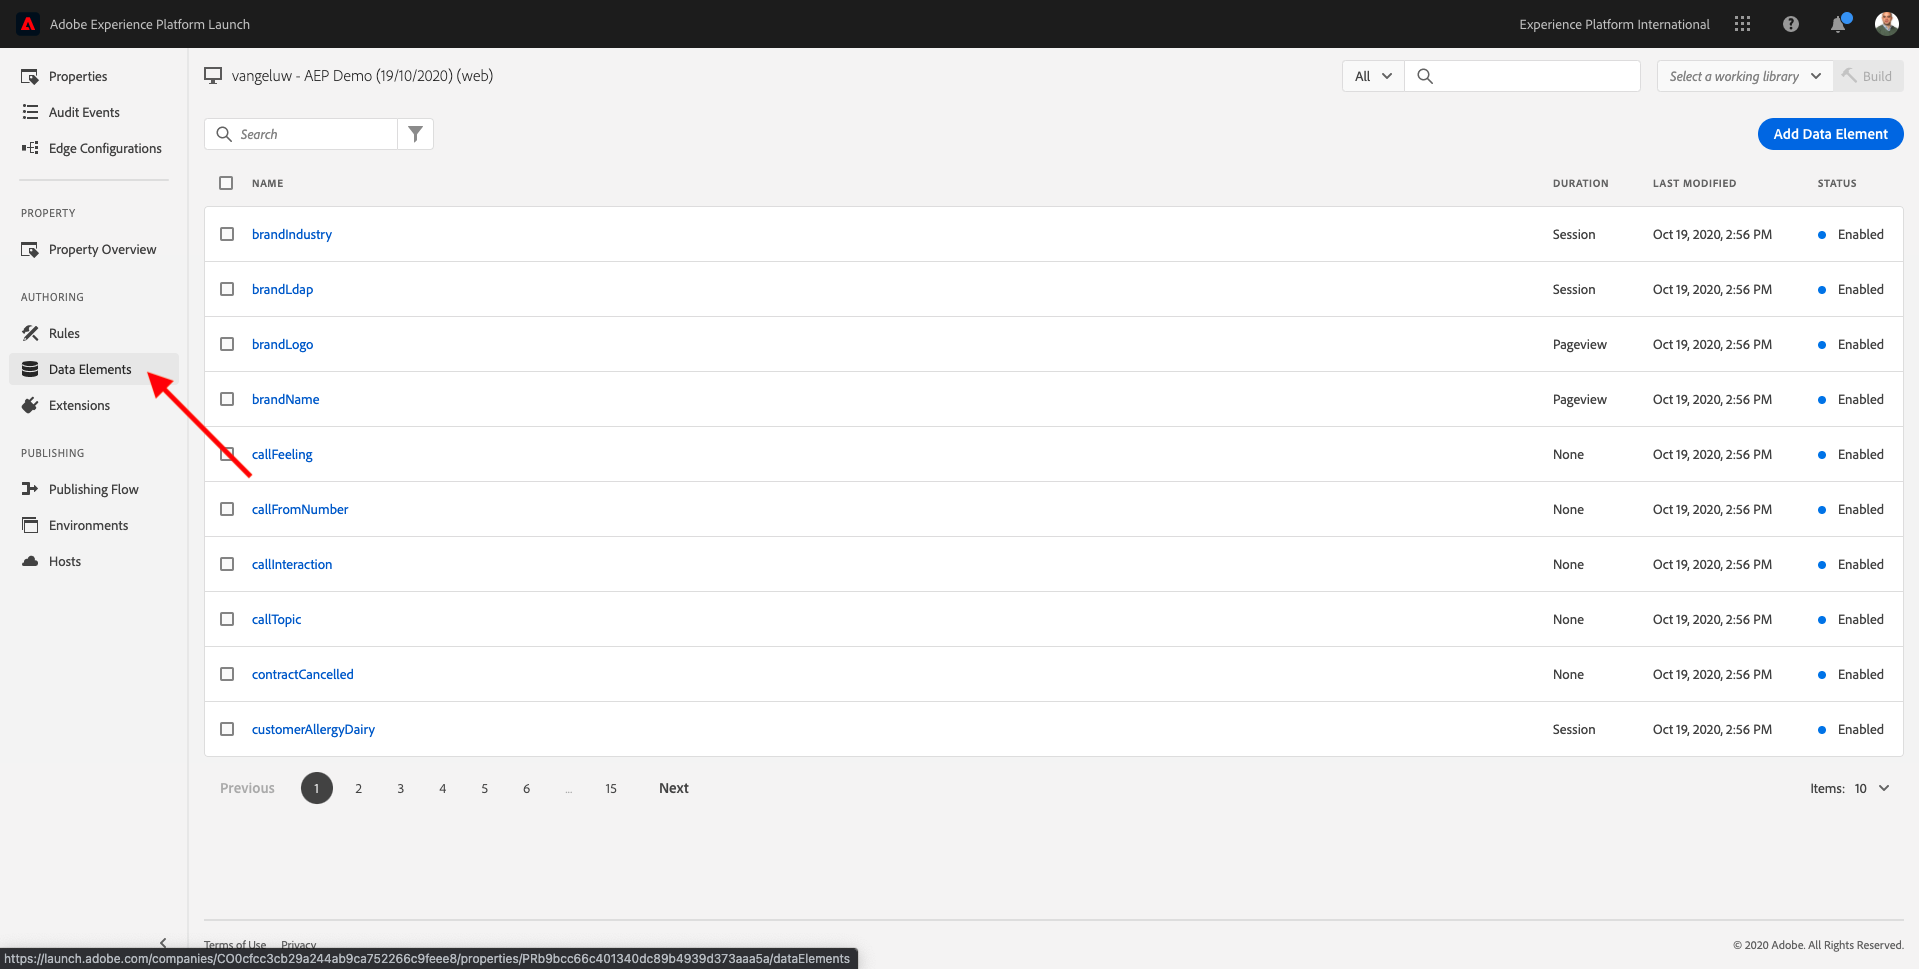 Adobe Experience Platform Launch
Experience Platform International
Properties
Audit Events
Edge Configurations
PROPERTY
Property Overview
AUTHORING
Rules
Data Elements
Extensions
PUBLISHING
Publishing Flow
Environments
Hosts
vangeluw - AEP Demo (19/10/2020) (web)
All
Select a working library
Build
Search
Add Data Element
NAME DURATION LAST MODIFIED STATUS
brandIndustry Session Oct 19, 2020, 2:56 PM Enabled
brandLdap Session Oct 19, 2020, 2:56 PM Enabled
brandLogo Pageview Oct 19, 2020, 2:56 PM Enabled
brandName Pageview Oct 19, 2020, 2:56 PM Enabled
callFeeling None Oct 19, 2020, 2:56 PM Enabled
callFromNumber None Oct 19, 2020, 2:56 PM Enabled
callInteraction None Oct 19, 2020, 2:56 PM Enabled
callTopic None Oct 19, 2020, 2:56 PM Enabled
contractCancelled None Oct 19, 2020, 2:56 PM Enabled
customerAllergyDairy Session Oct 19, 2020, 2:56 PM Enabled
Previous 1 2 3 4 5 6 ... 15 Next
Items: 10
Terms of Use Privacy
© 2020 Adobe. All Rights Reserved.
https://launch.adobe.com/companies/CO0cfcc3cb29a244ab9ca752266c9feee8/properties/PRb9bcc66c401340dc89b4939d373aaa5a/dataElements